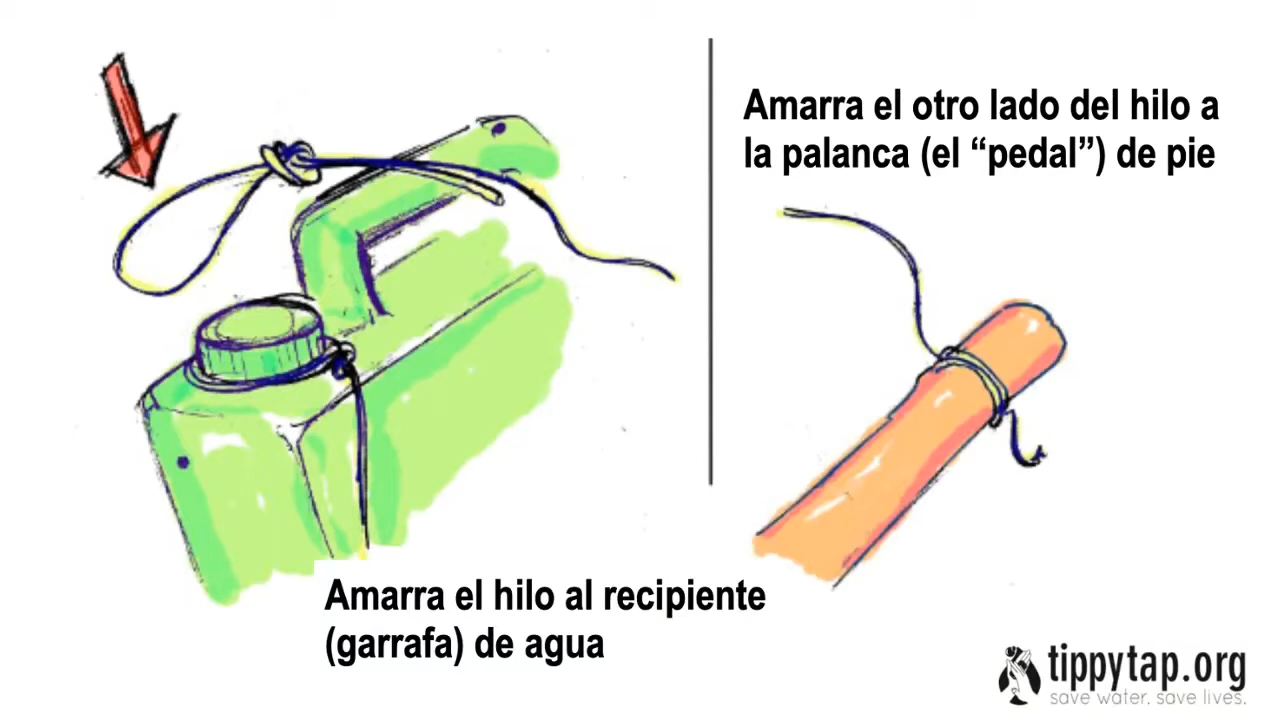 Amarra el hilo al recipiente
(garrafa) de agua
Amarra el otro lado del hilo a
la palanca (el “pedal”) de pie
tippytap.org
save water. save lives.